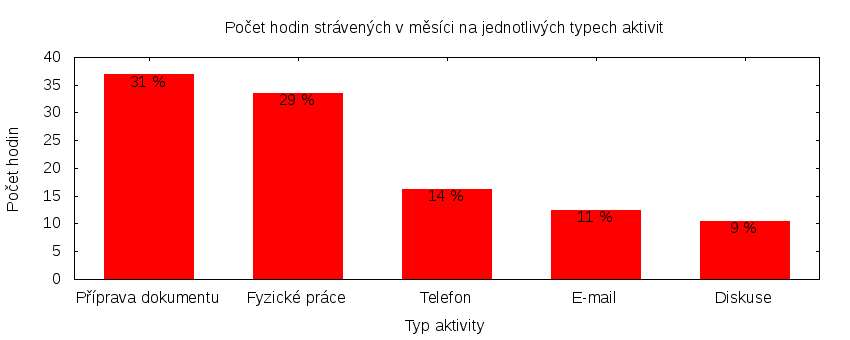 Počet hodin strávených v měsíci na jednotlivých typech aktivit
Počet hodin
40
35
30
25
20
15
10
5
0
31 %
29 %
14 %
11 %
9 %
Příprava dokumentu
Fyzické práce
Telefon
E-mail
Diskuse
Typ aktivity